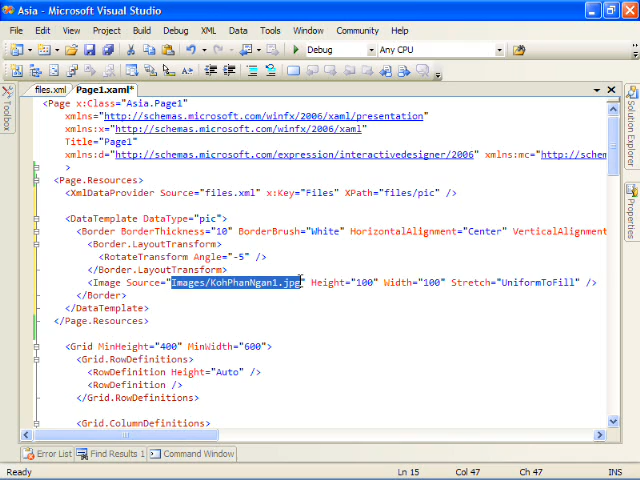 Asia - Microsoft Visual Studio
File Edit View Project Build Debug XML Data Tools Window Community Help
Debug Any CPU
files.xml Page1.xaml*
Toolbox
Solution Explorer
Properties
<Page x:Class="Asia.Page1"
xmlns="http://schemas.microsoft.com/winfx/2006/xaml/presentation"
xmlns:x="http://schemas.microsoft.com/winfx/2006/xaml"
Title="Page1"
xmlns:d="http://schemas.microsoft.com/expression/interactivedesigner/2006" xmlns:mc="http://schem
>
<Page.Resources>
<XmlDataProvider Source="files.xml" x:Key="Files" XPath="files/pic" />
<DataTemplate DataType="pic">
<Border BorderThickness="10" BorderBrush="White" HorizontalAlignment="Center" VerticalAlignment=
<Border.LayoutTransform>
<RotateTransform Angle="-5" />
</Border.LayoutTransform>
<Image Source="Images/KohPhanNgan1.jpg" Height="100" Width="100" Stretch="UniformToFill" />
</Border>
</DataTemplate>
</Page.Resources>
<Grid MinHeight="400" MinWidth="600">
<Grid.RowDefinitions>
<RowDefinition Height="Auto" />
<RowDefinition />
</Grid.RowDefinitions>
<Grid.ColumnDefinitions>
Error List Find Results 1 Command Window
Ready Ln 15 Col 47 Ch 47